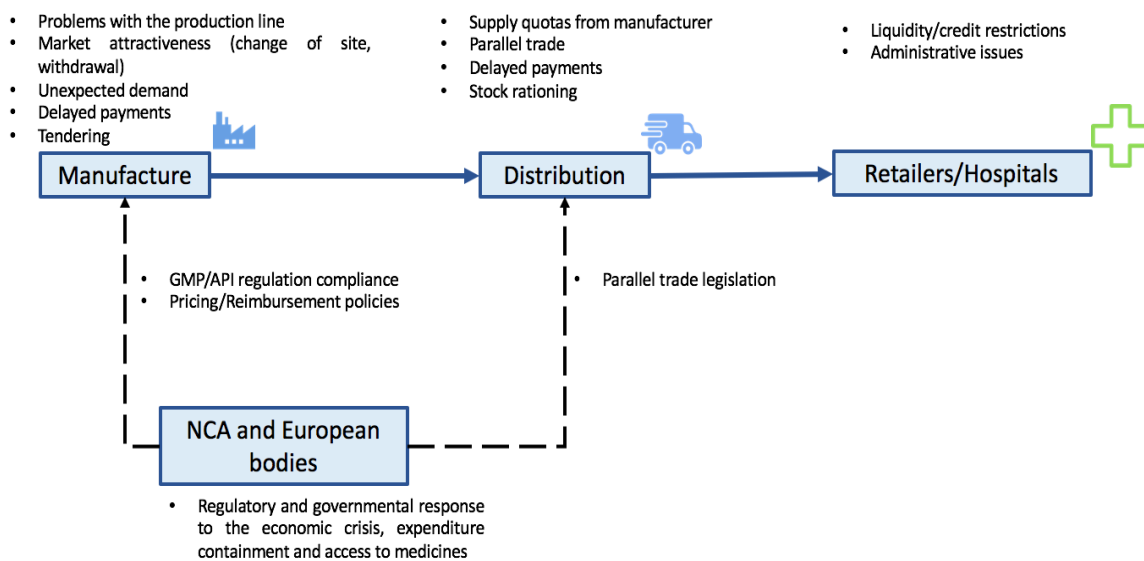 • Problems with the production line
• Market attractiveness (change of site,
withdrawal)
• Unexpected demand
• Delayed payments
• Tendering
• Supply quotas from manufacturer
• Parallel trade
• Delayed payments
• Stock rationing
• Liquidity/credit restrictions
• Administrative issues
Manufacture
Distribution
Retailers/Hospitals
• GMP/API regulation compliance
• Pricing/Reimbursement policies
• Parallel trade legislation
NCA and European
bodies
• Regulatory and governmental response
to the economic crisis, expenditure
containment and access to medicines